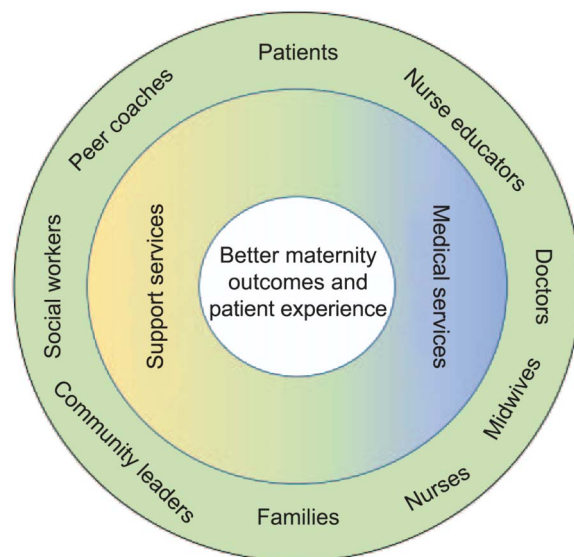 Patients
Nurse educators
Doctors
Midwives
Nurses
Families
Community leaders
Social workers
Peer coaches
Support services
Medical services
Better maternity
outcomes and
patient experience